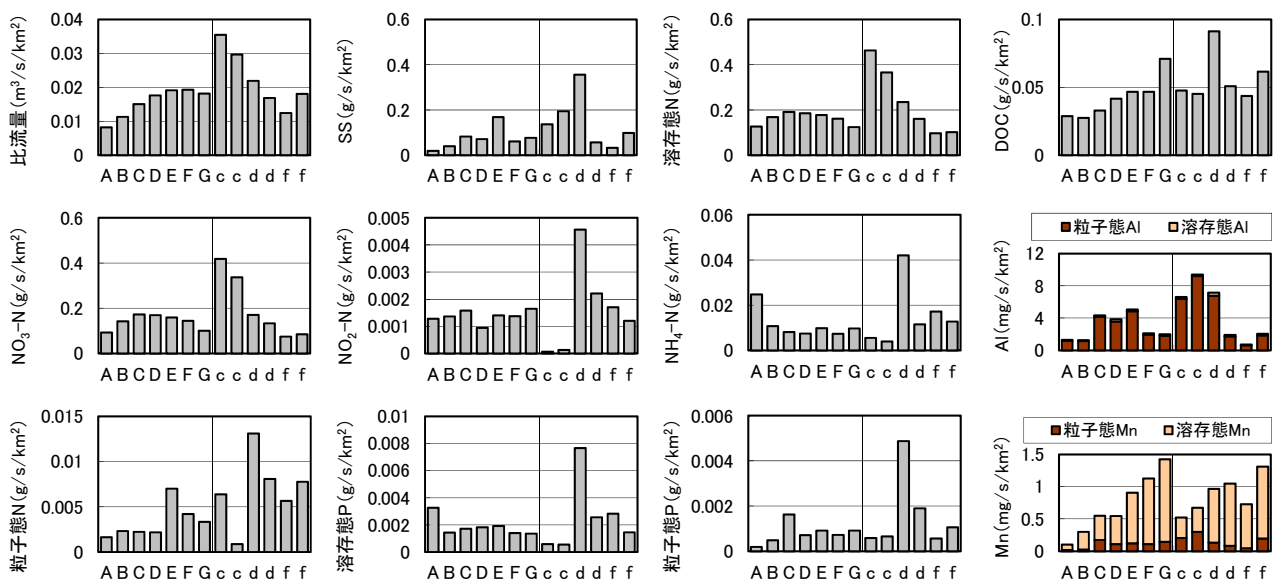 比流量(m³/s/km²)
0.04
0.03
0.02
0.01
0
A B C D E F G c c d d f f
SS(g/s/km²)
0.6
0.4
0.2
0
A B C D E F G c c d d f f
溶存態N(g/s/km²)
0.6
0.4
0.2
0
A B C D E F G c c d d f f
DOC(g/s/km²)
0.1
0.05
0
A B C D E F G c c d d f f
NO₃-N(g/s/km²)
0.6
0.4
0.2
0
A B C D E F G c c d d f f
NO₂-N(g/s/km²)
0.005
0.004
0.003
0.002
0.001
0
A B C D E F G c c d d f f
NH₄-N(g/s/km²)
0.06
0.04
0.02
0
A B C D E F G c c d d f f
粒子態Al 溶存態Al
Al(mg/s/km²)
12
8
4
0
A B C D E F G c c d d f f
粒子態N(g/s/km²)
0.015
0.01
0.005
0
A B C D E F G c c d d f f
溶存態P(g/s/km²)
0.01
0.008
0.006
0.004
0.002
0
A B C D E F G c c d d f f
粒子態P(g/s/km²)
0.006
0.004
0.002
0
A B C D E F G c c d d f f
粒子態Mn 溶存態Mn
Mn(mg/s/km²)
1.5
1
0.5
0
A B C D E F G c c d d f f